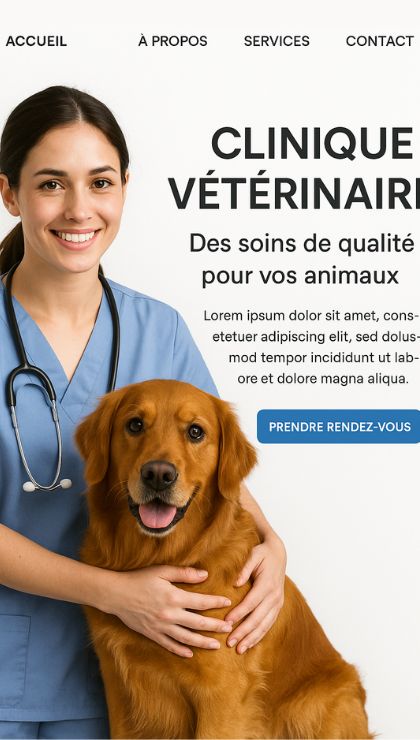 ACCUEIL À PROPOS SERVICES CONTACT
CLINIQUE
VÉTÉRINAIR
Des soins de qualité
pour vos animaux
Lorem ipsum dolor sit amet, cons-
etetuer adipiscing elit, sed dolus-
mod tempor incididunt ut lab-
ore et dolore magna aliqua.
PRENDRE RENDEZ-VOUS